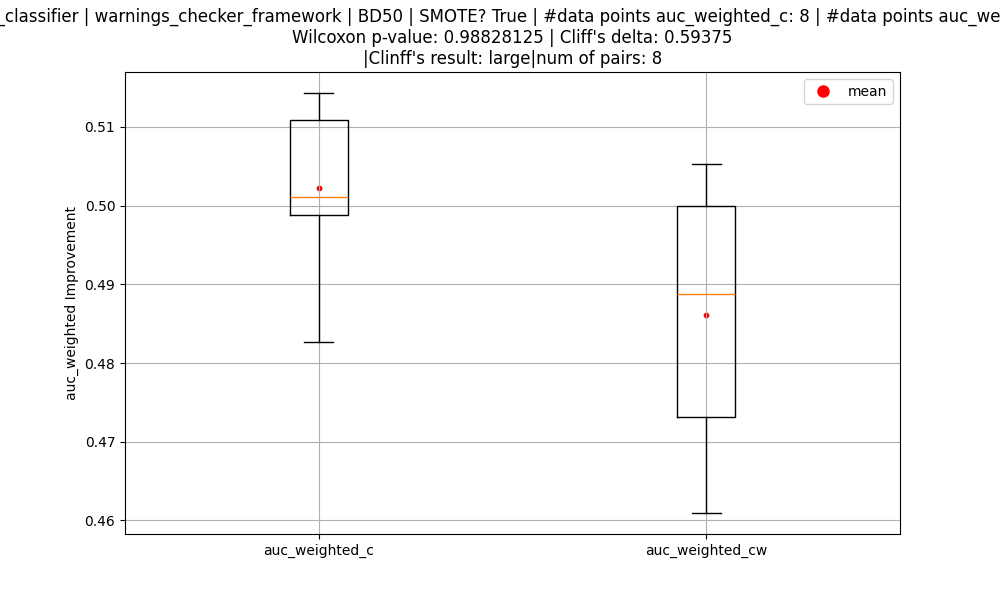 _classifier | warnings_checker_framework | BD50 | SMOTE? True | #data points auc_weighted_c: 8 | #data points auc_we
Wilcoxon p-value: 0.98828125 | Cliff's delta: 0.59375
|Clinff's result: large|num of pairs: 8
mean
0.51
0.50
0.49
0.48
0.47
0.46
auc_weighted Improvement
auc_weighted_c
auc_weighted_cw